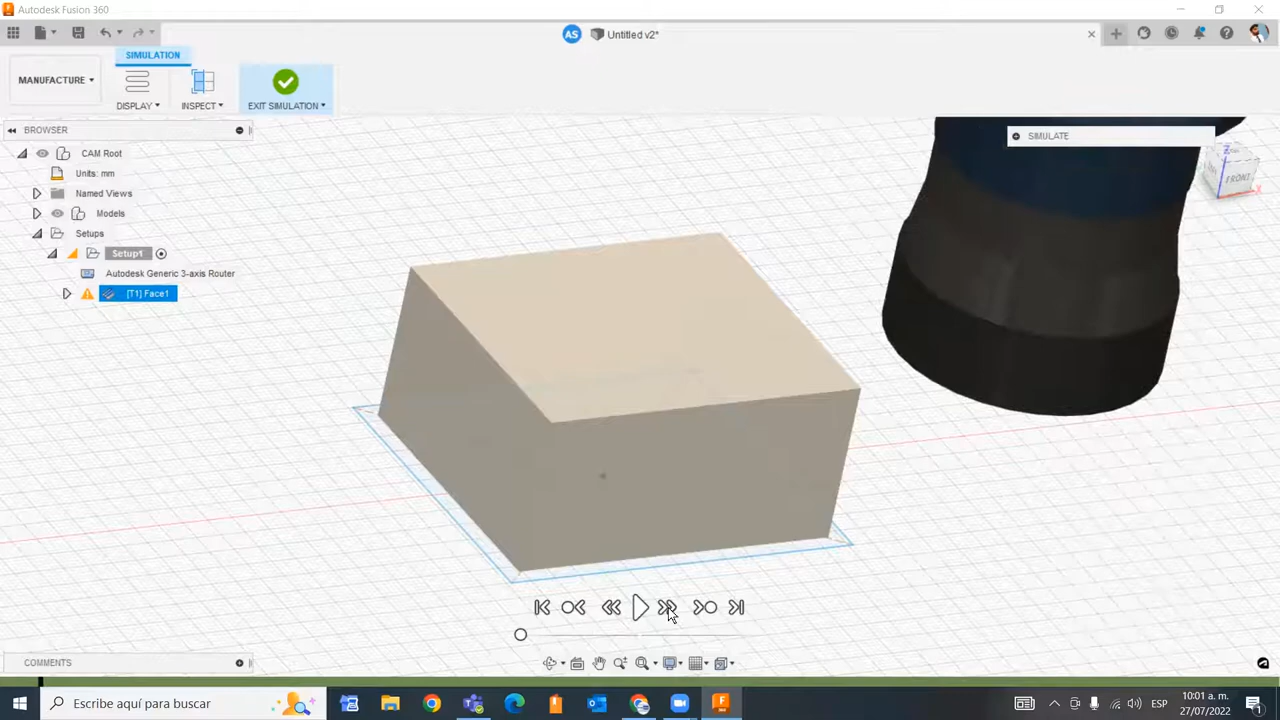 Autodesk Fusion 360
AS
Untitled v2*
SIMULATION
MANUFACTURE
DISPLAY
INSPECT
EXIT SIMULATION
BROWSER
SIMULATE
CAM Root
Units: mm
Named Views
Models
Setups
Setup1
Autodesk Generic 3-axis Router
[T1] Face1
Z
FRONT
X
COMMENTS
Escribe aquí para buscar
ESP
10:01 a. m.
27/07/2022